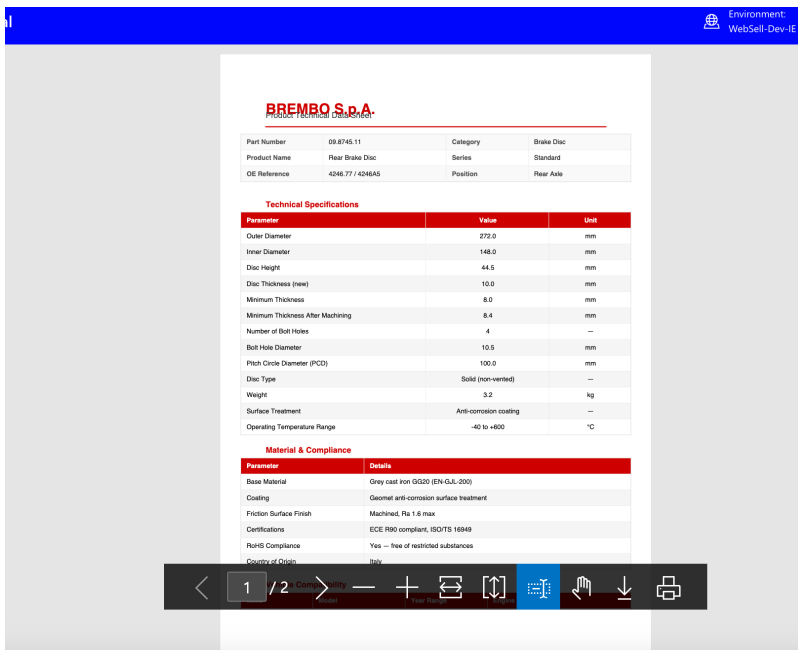 al
Environment:
WebSell-Dev-IE
BREMBO S.p.A.
Product Technical Data Sheet
Part Number 09.8745.11 Category Brake Disc
Product Name Rear Brake Disc Series Standard
OE Reference 4246.77 / 4246A5 Position Rear Axle
Technical Specifications
Parameter Value Unit
Outer Diameter 272.0 mm
Inner Diameter 148.0 mm
Disc Height 44.5 mm
Disc Thickness (new) 10.0 mm
Minimum Thickness 8.0 mm
Minimum Thickness After Machining 8.4 mm
Number of Bolt Holes 4 —
Bolt Hole Diameter 10.5 mm
Pitch Circle Diameter (PCD) 100.0 mm
Disc Type Solid (non-vented) —
Weight 3.2 kg
Surface Treatment Anti-corrosion coating —
Operating Temperature Range -40 to +600 °C
Material & Compliance
Parameter Details
Base Material Grey cast iron GG20 (EN-GJL-200)
Coating Geomet anti-corrosion surface treatment
Friction Surface Finish Machined, Ra 1.6 max
Certifications ECE R90 compliant, ISO/TS 16949
RoHS Compliance Yes — free of restricted substances
Country of Origin Italy
Compatibility
1 / 2
Model Year Range Engine